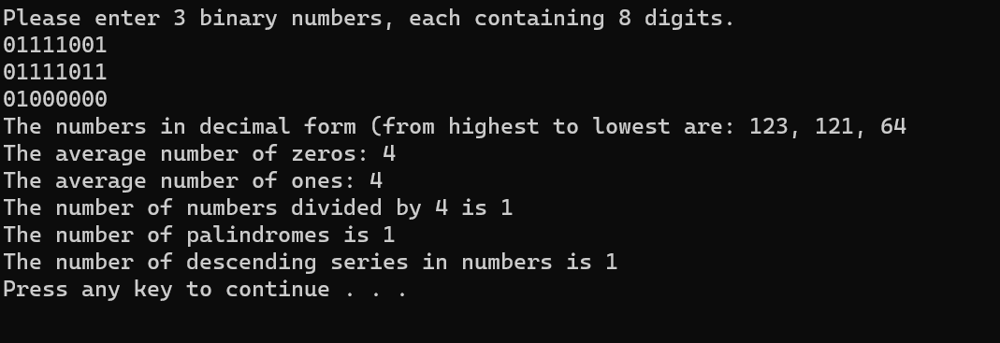 Please enter 3 binary numbers, each containing 8 digits.
01111001
01111011
01000000
The numbers in decimal form (from highest to lowest are: 123, 121, 64
The average number of zeros: 4
The average number of ones: 4
The number of numbers divided by 4 is 1
The number of palindromes is 1
The number of descending series in numbers is 1
Press any key to continue . . .